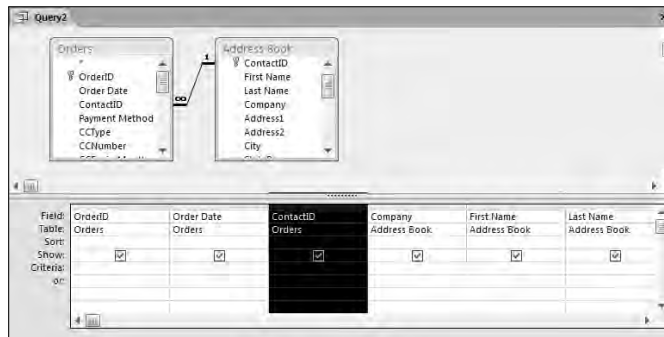 Query2
Orders
*
OrderID
Order Date
ContactID
Payment Method
CCType
CCNumber
Address Book
ContactID
First Name
Last Name
Company
Address1
Address2
City
1
∞
Field: OrderID Order Date ContactID Company First Name Last Name
Table: Orders Orders Orders Address Book Address Book Address Book
Sort:
Show:
Criteria:
or: